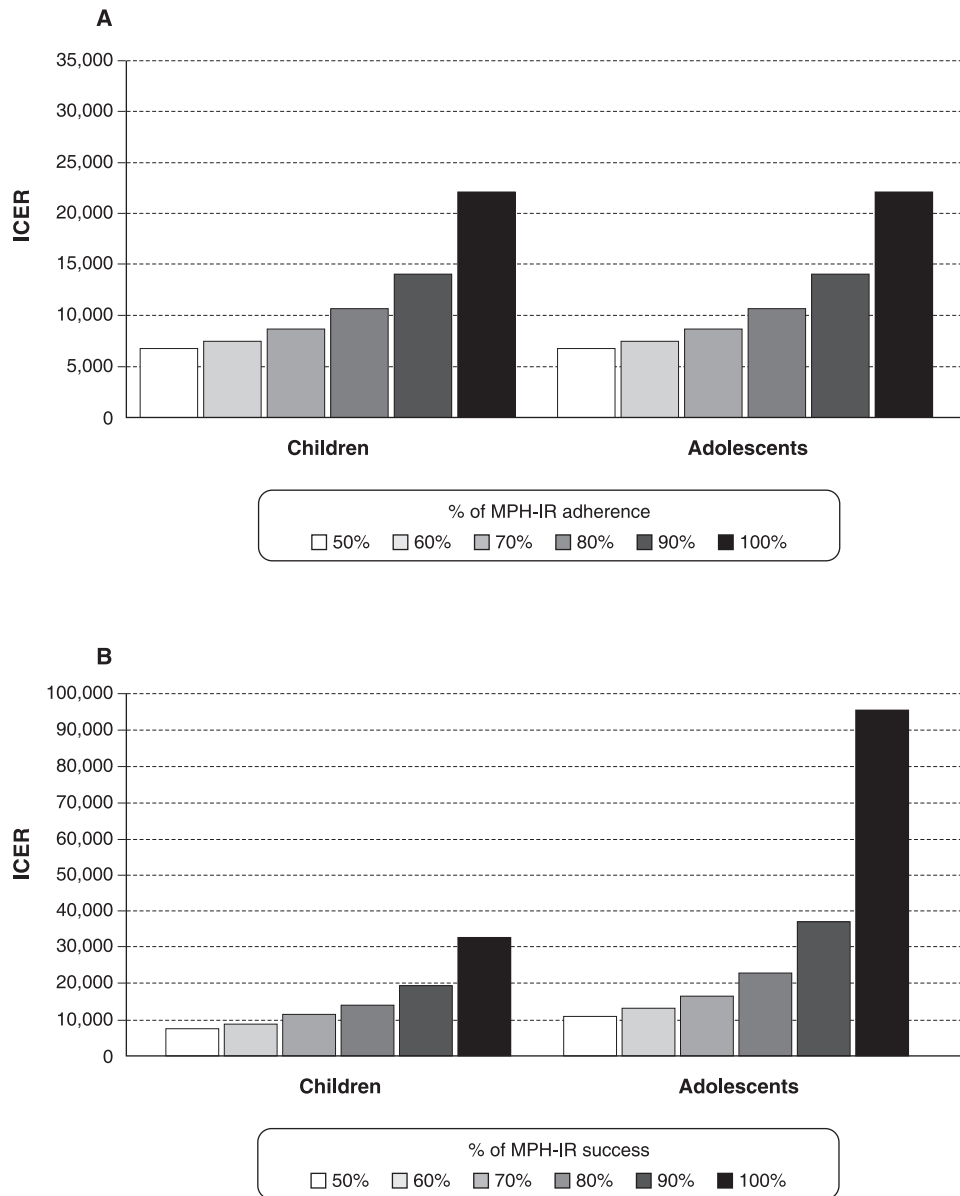 A
35,000
30,000
25,000
20,000
15,000
10,000
5,000
0
ICER
Children Adolescents
% of MPH-IR adherence
50% 60% 70% 80% 90% 100%
B
100,000
90,000
80,000
70,000
60,000
50,000
40,000
30,000
20,000
10,000
0
ICER
Children Adolescents
% of MPH-IR success
50% 60% 70% 80% 90% 100%